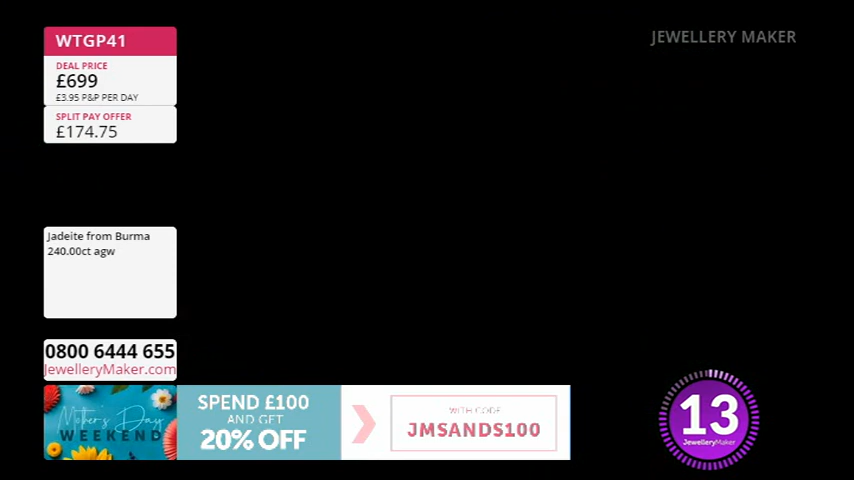 WTGP41
DEAL PRICE
£699
£3.95 P&P PER DAY
SPLIT PAY OFFER
£174.75
JEWELLERY MAKER
Jadeite from Burma
240.00ct agw
0800 6444 655
JewelleryMaker.com
Mother's Day
WEEKEND
SPEND £100
AND GET
20% OFF
WITH CODE
JMSANDS100
13
JewelleryMaker